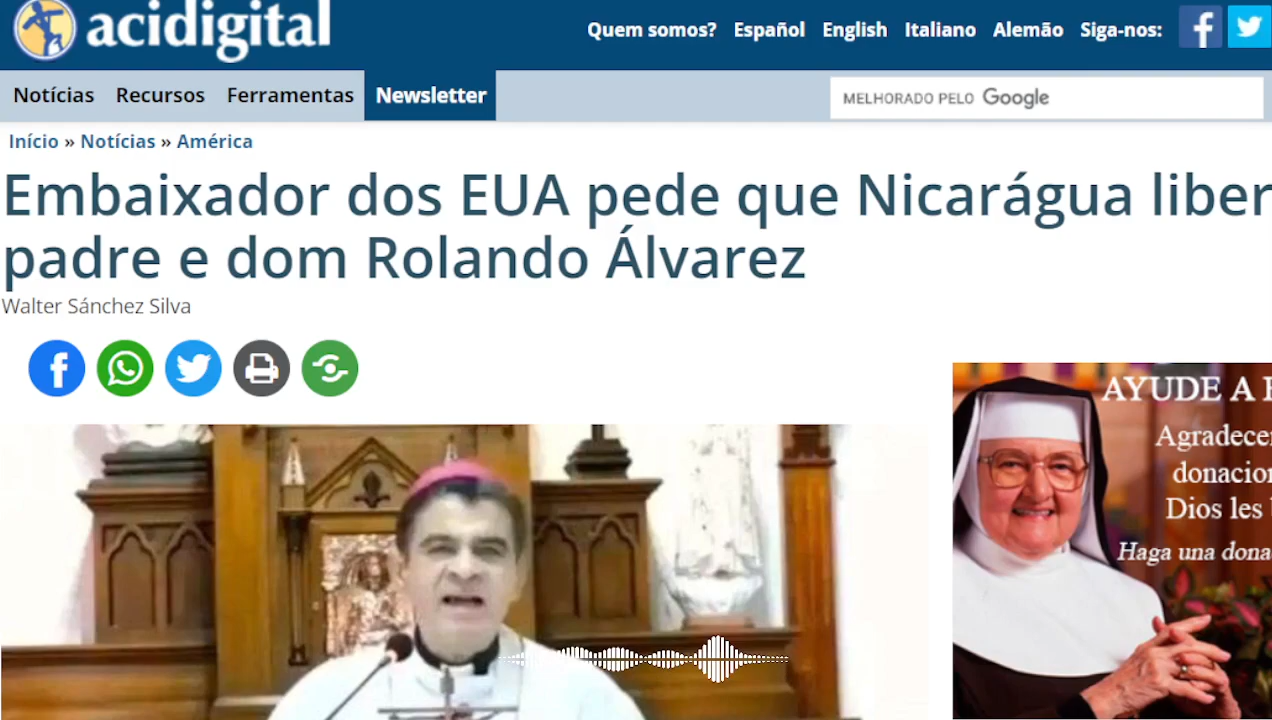 acidigital
Quem somos? Español English Italiano Alemão Siga-nos:
Notícias Recursos Ferramentas Newsletter
MELHORADO PELO Google
Início » Notícias » América
Embaixador dos EUA pede que Nicarágua liber
padre e dom Rolando Álvarez
Walter Sánchez Silva
AYUDE A
Agradecer
donacion
Dios les
Haga una dona